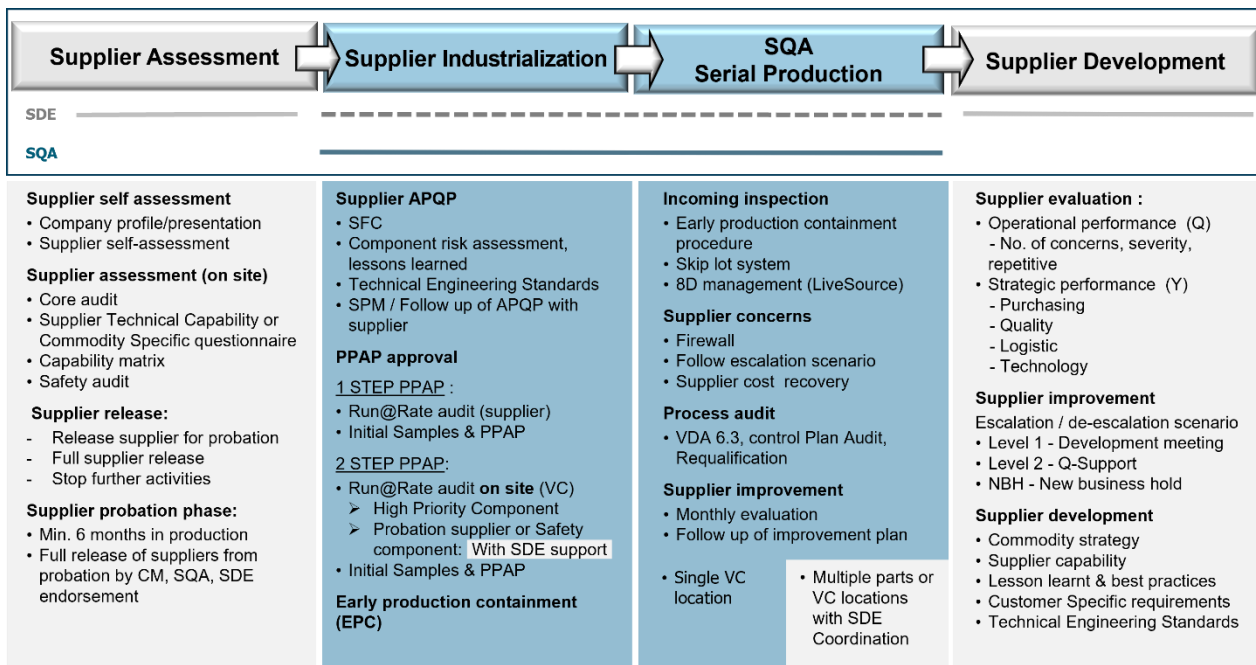 Supplier Assessment
Supplier Industrialization
SQA
Serial Production
Supplier Development
SDE
SQA
Supplier self assessment
• Company profile/presentation
• Supplier self-assessment
Supplier assessment (on site)
• Core audit
• Supplier Technical Capability or
Commodity Specific questionnaire
• Capability matrix
• Safety audit
Supplier release:
- Release supplier for probation
- Full supplier release
- Stop further activities
Supplier probation phase:
• Min. 6 months in production
• Full release of suppliers from
probation by CM, SQA, SDE
endorsement
Supplier APQP
• SFC
• Component risk assessment,
lessons learned
• Technical Engineering Standards
• SPM / Follow up of APQP with
supplier
PPAP approval
1 STEP PPAP :
• Run@Rate audit (supplier)
• Initial Samples & PPAP
2 STEP PPAP:
• Run@Rate audit on site (VC)
➢ High Priority Component
➢ Probation supplier or Safety
component: With SDE support
• Initial Samples & PPAP
Early production containment
(EPC)
Incoming inspection
• Early production containment
procedure
• Skip lot system
• 8D management (LiveSource)
Supplier concerns
• Firewall
• Follow escalation scenario
• Supplier cost recovery
Process audit
• VDA 6.3, control Plan Audit,
Requalification
Supplier improvement
• Monthly evaluation
• Follow up of improvement plan
• Single VC
location
• Multiple parts or
VC locations
with SDE
Coordination
Supplier evaluation :
• Operational performance (Q)
- No. of concerns, severity,
repetitive
• Strategic performance (Y)
- Purchasing
- Quality
- Logistic
- Technology
Supplier improvement
Escalation / de-escalation scenario
• Level 1 - Development meeting
• Level 2 - Q-Support
• NBH - New business hold
Supplier development
• Commodity strategy
• Supplier capability
• Lesson learnt & best practices
• Customer Specific requirements
• Technical Engineering Standards